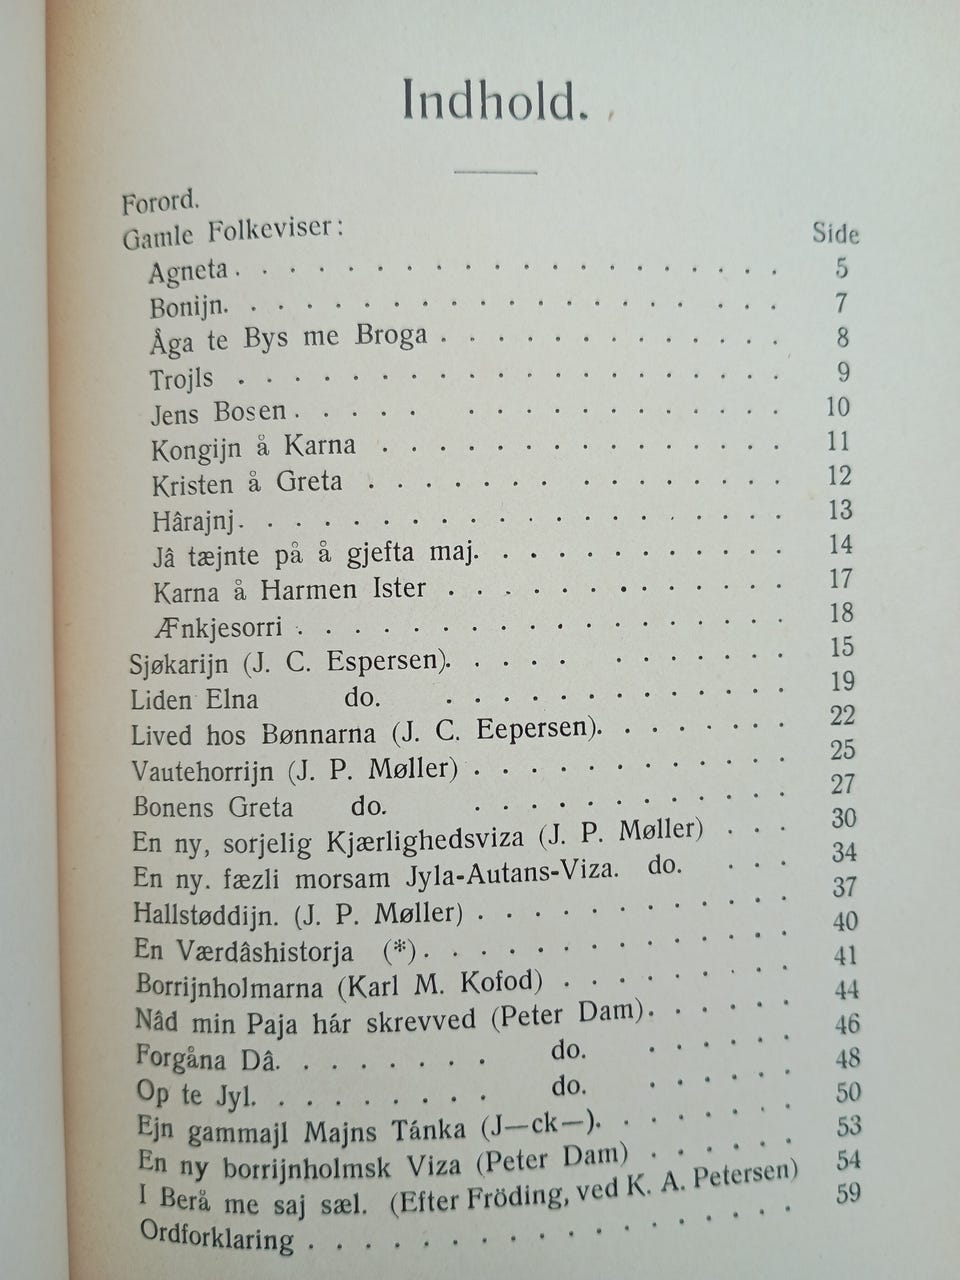 Indhold.
Forord.
Gamle Folkeviser: Side
Agneta . . . . . . . . . . . . . . . . . . . . 5
Bonijn. . . . . . . . . . . . . . . . . . . . 7
Åga te Bys me Broga . . . . . . . . . . . . . 8
Trojls . . . . . . . . . . . . . . . . . . . . 9
Jens Bosen . . . . . . . . . . . . . . . . . 10
Kongijn å Karna . . . . . . . . . . . . . . . 11
Kristen å Greta . . . . . . . . . . . . . . . 12
Hârajnj. . . . . . . . . . . . . . . . . . . . 13
Jâ tæjnte på å gjefta maj. . . . . . . . . . . . 14
Karna å Harmen Ister . . . . . . . . . . . . 17
Ænkjesorri . . . . . . . . . . . . . . . . . 18
Sjøkarijn (J. C. Espersen). . . . . . . . . . . . 15
Liden Elna do. . . . . . . . . . . . . 19
Lived hos Bønnarna (J. C. Eepersen). . . . . . . 22
Vautehorrijn (J. P. Møller) . . . . . . . . . . . 25
Bonens Greta do. . . . . . . . . . . . 27
En ny, sorjelig Kjærlighedsviza (J. P. Møller) . . . 30
En ny. fæzli morsam Jyla-Autans-Viza. do. . . . 34
Hallstøddijn. (J. P. Møller) . . . . . . . . . . . 37
En Værdâshistorja (*) . . . . . . . . . . . . . 40
Borrijnholmarna (Karl M. Kofod) . . . . . . . . 41
Nâd min Paja hár skrevved (Peter Dam). . . . . . 44
Forgåna Dâ. . . . . . . . do. . . . . . 46
Op te Jyl. . . . . . . . . do. . . . . . 48
Ejn gammajl Majns Tánka (J—ck—). . . . . . . . 50
En ny borrijnholmsk Viza (Peter Dam) . . . . . . 53
I Berå me saj sæl. (Efter Fröding, ved K. A. Petersen) 54
Ordforklaring . . . . . . . . . . . . . . . . . 59